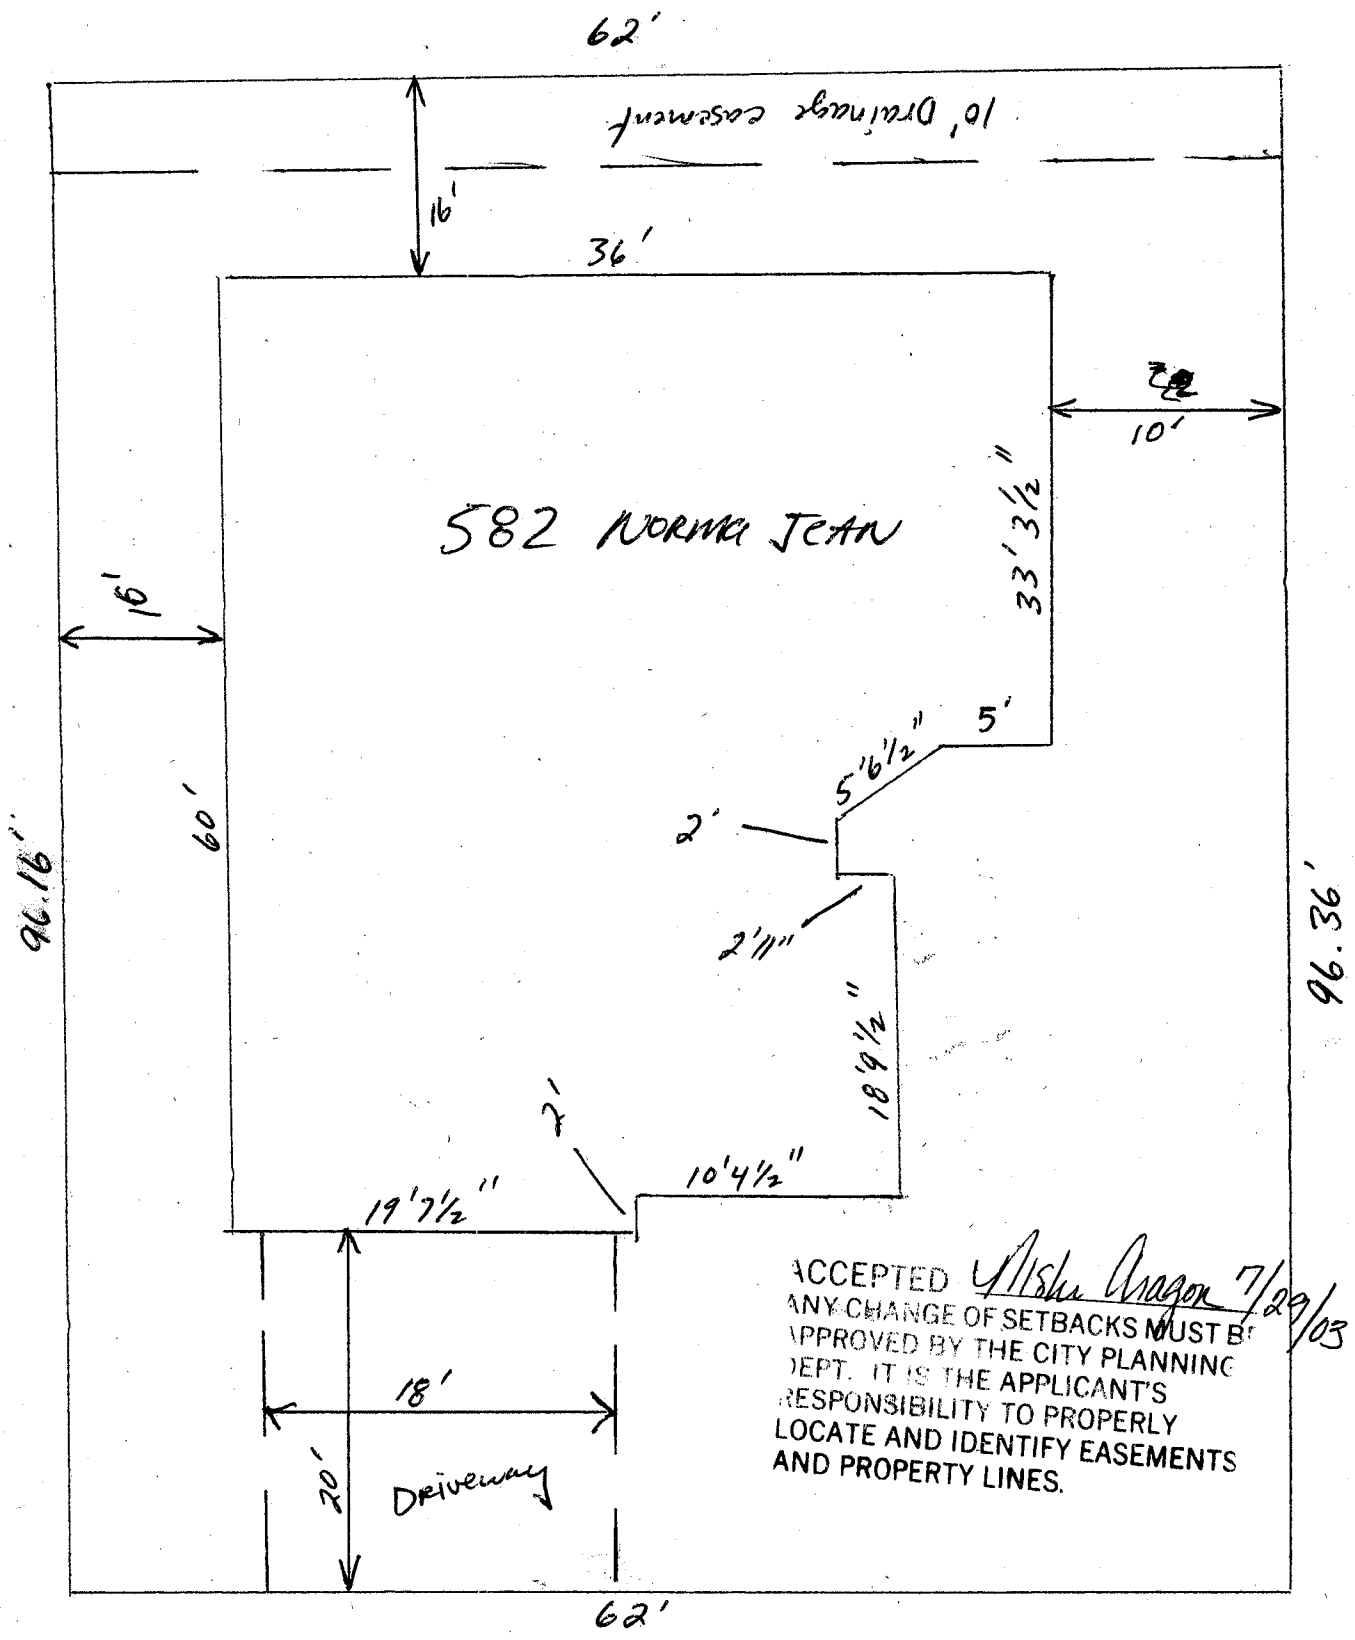 62'
10' Drainage easement
16'
36'
10'
33' 3½"
582 NORMA JEAN
16'
5'
5'6½"
2'
60'
96.16'
2'11"
96.36'
18'9½"
2'
10'4½"
19'7½"
ACCEPTED Aragon 7/29/03
ANY CHANGE OF SETBACKS MUST BE
APPROVED BY THE CITY PLANNING
DEPT. IT IS THE APPLICANT'S
RESPONSIBILITY TO PROPERLY
LOCATE AND IDENTIFY EASEMENTS
AND PROPERTY LINES.
18'
20'
Driveway
62'